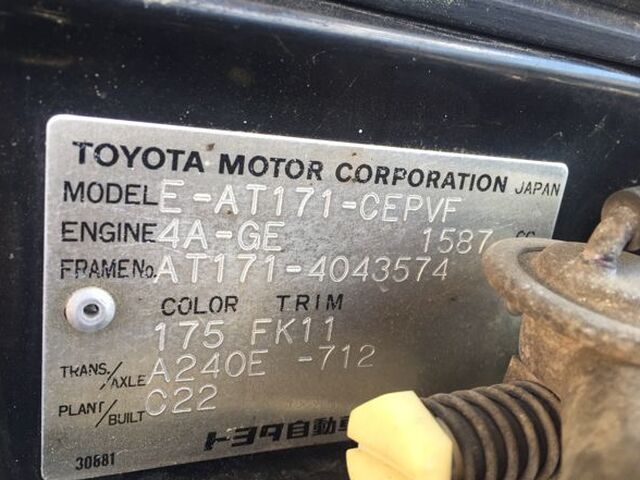 TOYOTA MOTOR CORPORATION JAPAN
MODEL E-AT171-CEPVF
ENGINE 4A-GE 1587 CC
FRAME No. AT171-4043574
COLOR TRIM
175 FK11
TRANS./AXLE A240E -712
PLANT/BUILT C22
トヨタ自動車
30881